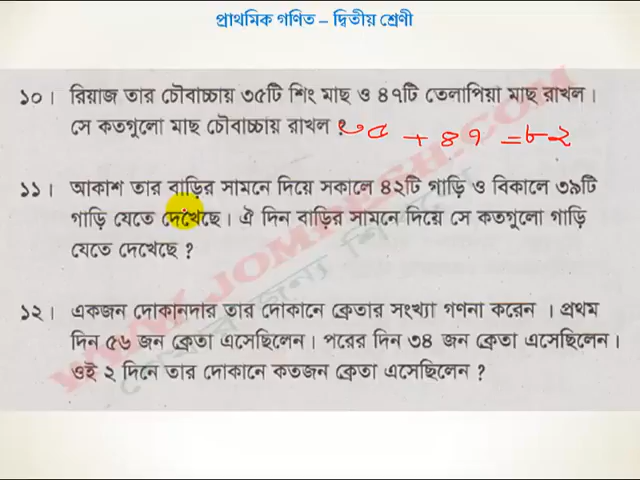 প্রাথমিক গণিত – দ্বিতীয় শ্রেণী
১০। রিয়াজ তার চৌবাচ্চায় ৩৫টি শিং মাছ ও ৪৭টি তেলাপিয়া মাছ রাখল।
সে কতগুলো মাছ চৌবাচ্চায় রাখল ? ৩৫ + ৪৭ = ৮২
১১। আকাশ তার বাড়ির সামনে দিয়ে সকালে ৪২টি গাড়ি ও বিকালে ৩৯টি
গাড়ি যেতে দেখেছে। ঐ দিন বাড়ির সামনে দিয়ে সে কতগুলো গাড়ি
যেতে দেখেছে ?
১২। একজন দোকানদার তার দোকানে ক্রেতার সংখ্যা গণনা করেন । প্রথম
দিন ৫৬ জন ক্রেতা এসেছিলেন। পরের দিন ৩৪ জন ক্রেতা এসেছিলেন।
ওই ২ দিনে তার দোকানে কতজন ক্রেতা এসেছিলেন ?